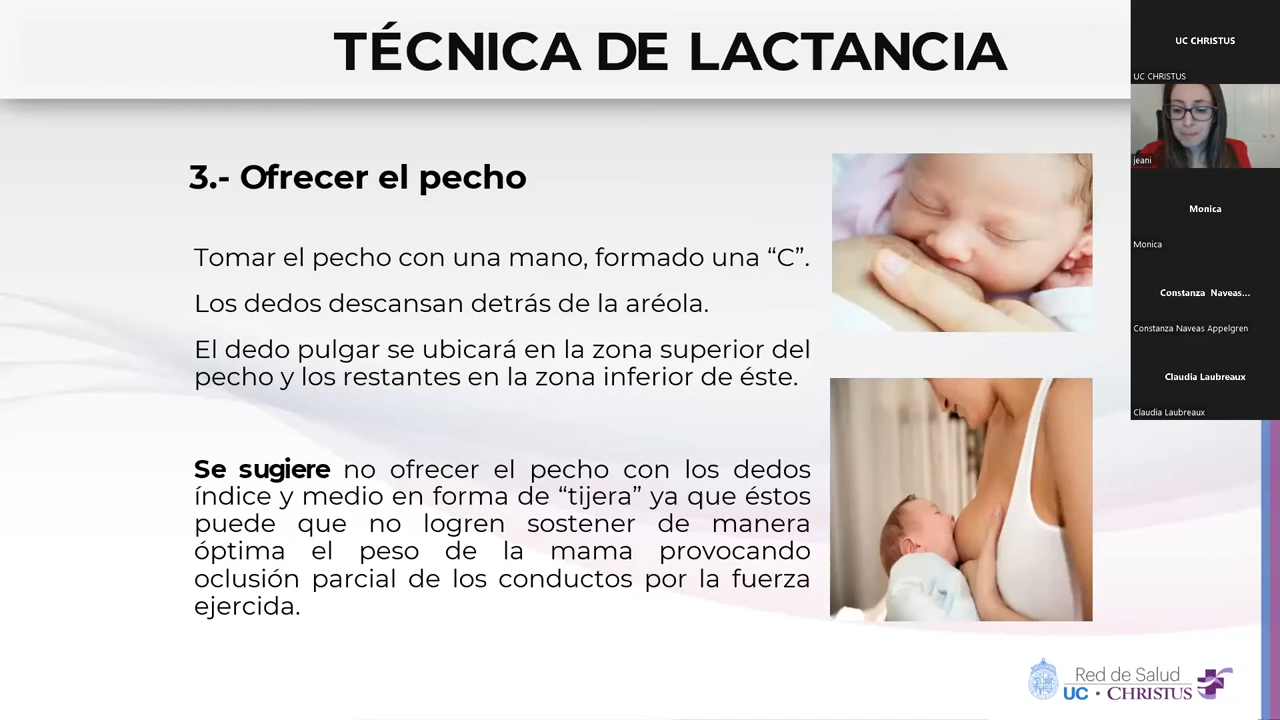 TÉCNICA DE LACTANCIA
3.- Ofrecer el pecho
Tomar el pecho con una mano, formado una “C”.
Los dedos descansan detrás de la aréola.
El dedo pulgar se ubicará en la zona superior del
pecho y los restantes en la zona inferior de éste.
Se sugiere no ofrecer el pecho con los dedos
índice y medio en forma de “tijera” ya que éstos
puede que no logren sostener de manera
óptima el peso de la mama provocando
oclusión parcial de los conductos por la fuerza
ejercida.
Red de Salud
UC · CHRISTUS
UC CHRISTUS
UC CHRISTUS
jeani
Monica
Monica
Constanza Naveas...
Constanza Naveas Appelgren
Claudia Laubreaux
Claudia Laubreaux